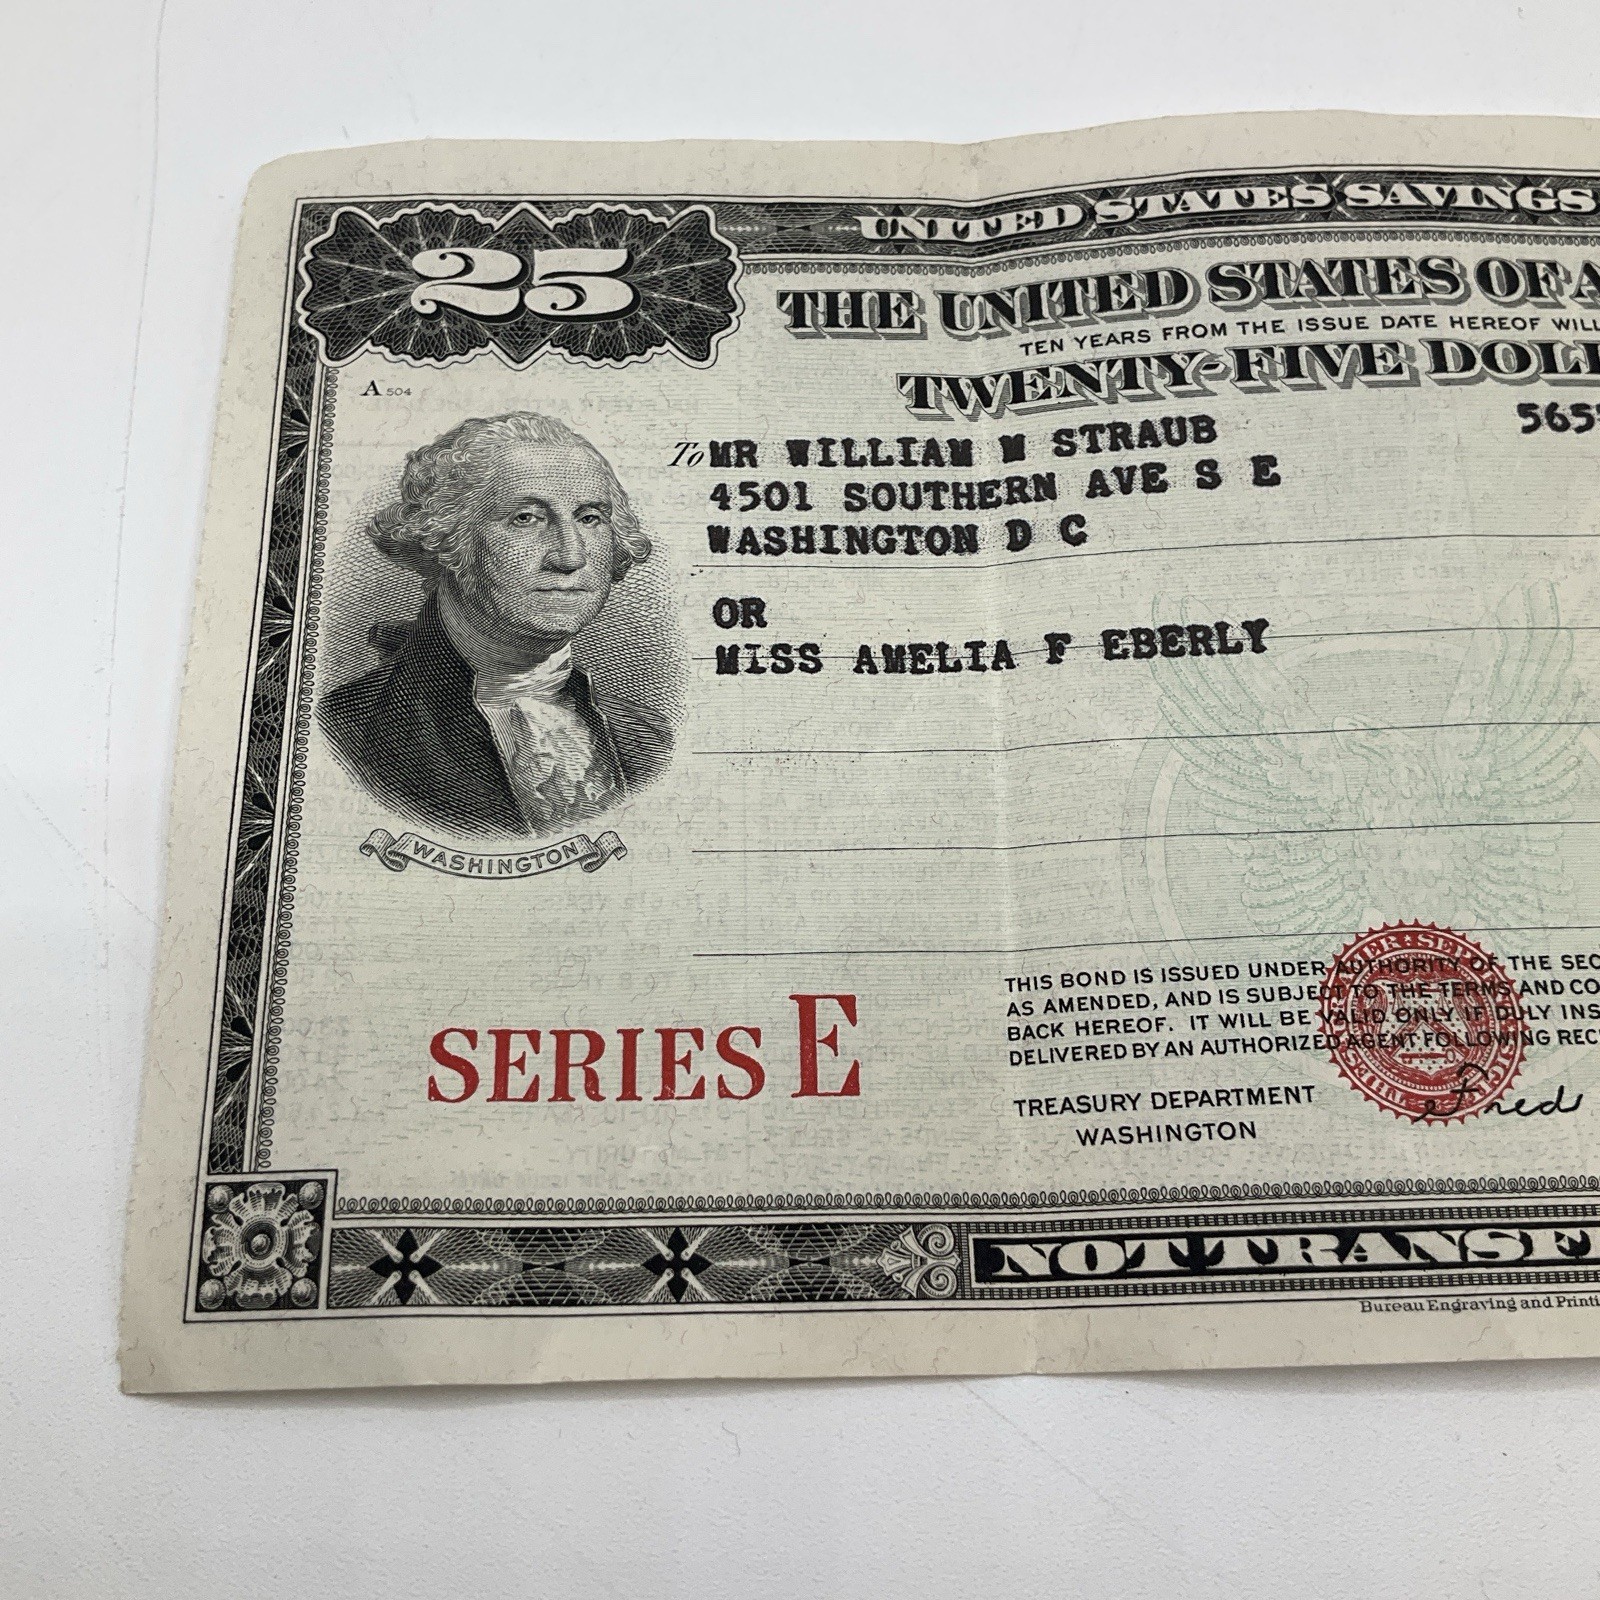 UNITED STATES SAVINGS
25
THE UNITED STATES OF A
TEN YEARS FROM THE ISSUE DATE HEREOF WILL
TWENTY-FIVE DOLL
A 504
565
To MR WILLIAM M STRAUB
4501 SOUTHERN AVE S E
WASHINGTON D C
OR
MISS AMELIA F EBERLY
WASHINGTON
THIS BOND IS ISSUED UNDER AUTHORITY OF THE SEC
AS AMENDED, AND IS SUBJECT TO THE TERMS AND CO
BACK HEREOF. IT WILL BE VALID ONLY IF DULY INS
DELIVERED BY AN AUTHORIZED AGENT FOLLOWING REC
SERIES E
TREASURY DEPARTMENT
WASHINGTON
Fred
NOT TRANSF
Bureau Engraving and Printi